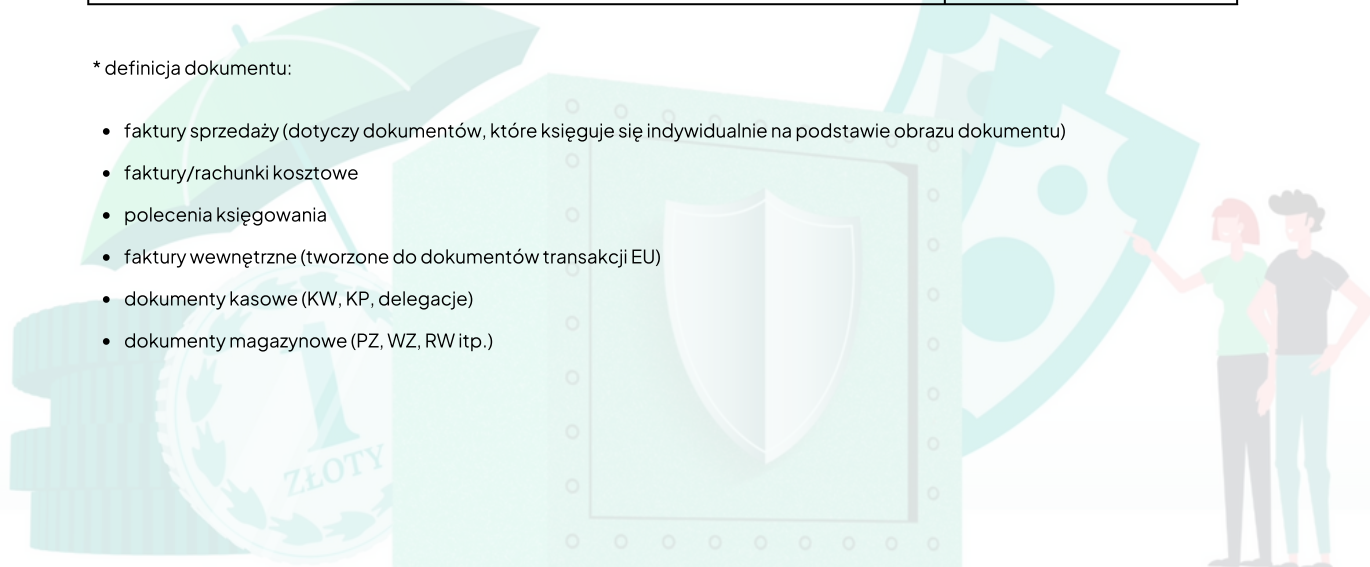 * definicja dokumentu:
• faktury sprzedaży (dotyczy dokumentów, które księguje się indywidualnie na podstawie obrazu dokumentu)
• faktury/rachunki kosztowe
• polecenia księgowania
• faktury wewnętrzne (tworzone do dokumentów transakcji EU)
• dokumenty kasowe (KW, KP, delegacje)
• dokumenty magazynowe (PZ, WZ, RW itp.)
1
ZŁOTY